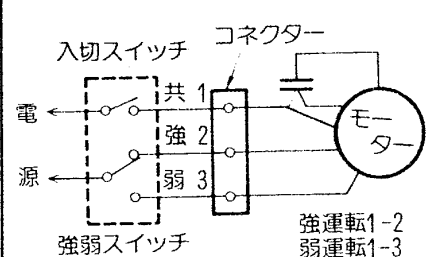 コネクター
入切スイッチ
共 1
電
強 2
モーター
源
弱 3
強弱スイッチ
強運転1-2
弱運転1-3